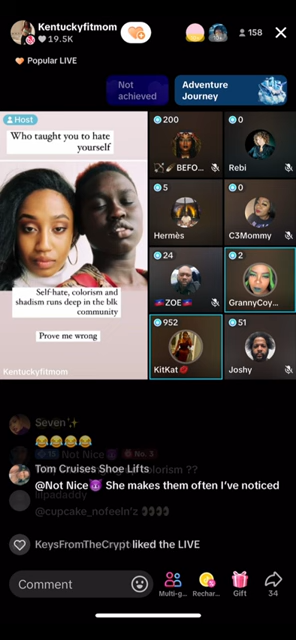 Kentuckyfitmom
19.5K
158
Popular LIVE
Not achieved
Adventure Journey
Host
Who taught you to hate
yourself
Self-hate, colorism and
shadism runs deep in the blk
community
Prove me wrong
Kentuckyfitmom
200
BEFO...
0
Rebi
5
Hermès
0
C3Mommy
24
ZOE
2
GrannyCoy...
952
KitKat
51
Joshy
Seven
Not Nice No. 3
Tom Cruises Shoe Lifts
olorism ??
@Not Nice😈 She makes them often I've noticed
@cupcake_nofeeln'z 👀👀
KeysFromTheCrypt liked the LIVE
Comment
Multi-g...
Rechar...
Gift
34